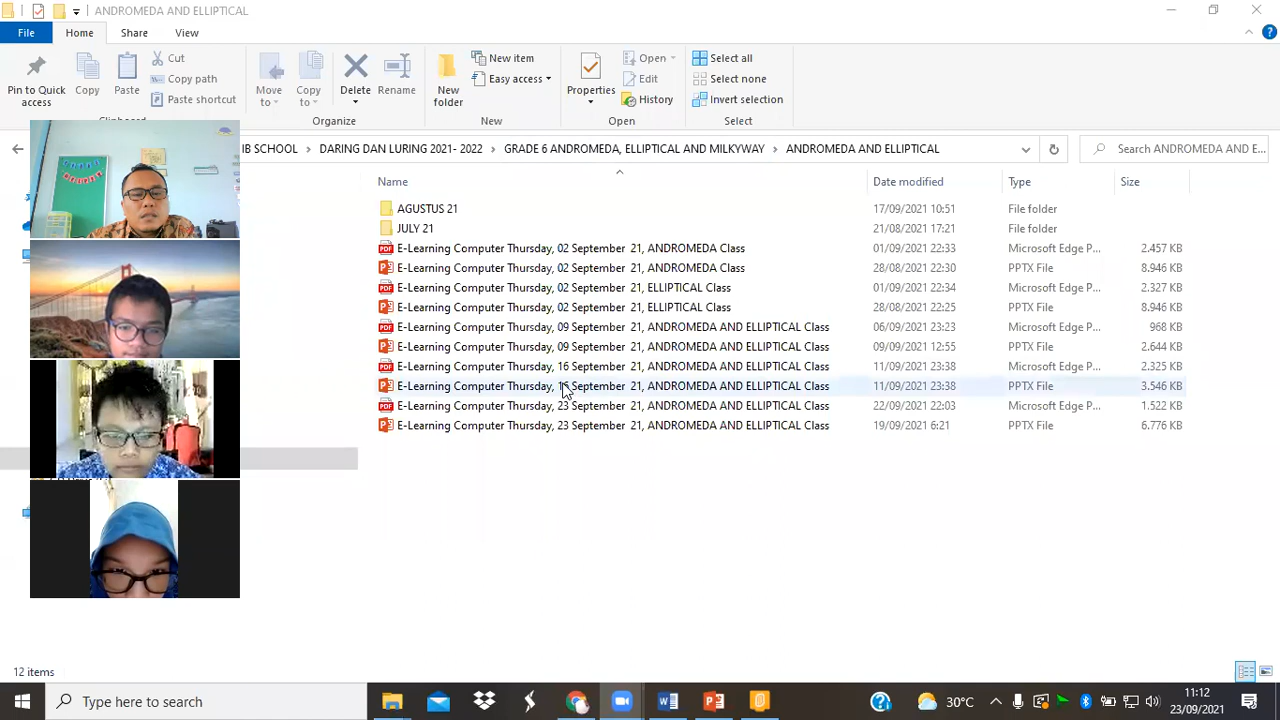 ANDROMEDA AND ELLIPTICAL
File Home Share View
Pin to Quick access
Copy
Paste
Cut
Copy path
Paste shortcut
Move to
Copy to
Delete
Rename
Organize
New folder
New item
Easy access
New
Properties
Open
Edit
History
Open
Select all
Select none
Invert selection
Select
IB SCHOOL > DARING DAN LURING 2021- 2022 > GRADE 6 ANDROMEDA, ELLIPTICAL AND MILKYWAY > ANDROMEDA AND ELLIPTICAL
Search ANDROMEDA AND E...
Name Date modified Type Size
AGUSTUS 21 17/09/2021 10:51 File folder
JULY 21 21/08/2021 17:21 File folder
E-Learning Computer Thursday, 02 September 21, ANDROMEDA Class 01/09/2021 22:33 Microsoft Edge P... 2.457 KB
E-Learning Computer Thursday, 02 September 21, ANDROMEDA Class 28/08/2021 22:30 PPTX File 8.946 KB
E-Learning Computer Thursday, 02 September 21, ELLIPTICAL Class 01/09/2021 22:34 Microsoft Edge P... 2.327 KB
E-Learning Computer Thursday, 02 September 21, ELLIPTICAL Class 28/08/2021 22:25 PPTX File 8.946 KB
E-Learning Computer Thursday, 09 September 21, ANDROMEDA AND ELLIPTICAL Class 06/09/2021 23:23 Microsoft Edge P... 968 KB
E-Learning Computer Thursday, 09 September 21, ANDROMEDA AND ELLIPTICAL Class 09/09/2021 12:55 PPTX File 2.644 KB
E-Learning Computer Thursday, 16 September 21, ANDROMEDA AND ELLIPTICAL Class 11/09/2021 23:38 Microsoft Edge P... 2.325 KB
E-Learning Computer Thursday, 16 September 21, ANDROMEDA AND ELLIPTICAL Class 11/09/2021 23:38 PPTX File 3.546 KB
E-Learning Computer Thursday, 23 September 21, ANDROMEDA AND ELLIPTICAL Class 22/09/2021 22:03 Microsoft Edge P... 1.522 KB
E-Learning Computer Thursday, 23 September 21, ANDROMEDA AND ELLIPTICAL Class 19/09/2021 6:21 PPTX File 6.776 KB
12 items
Type here to search
30°C
11:12
23/09/2021